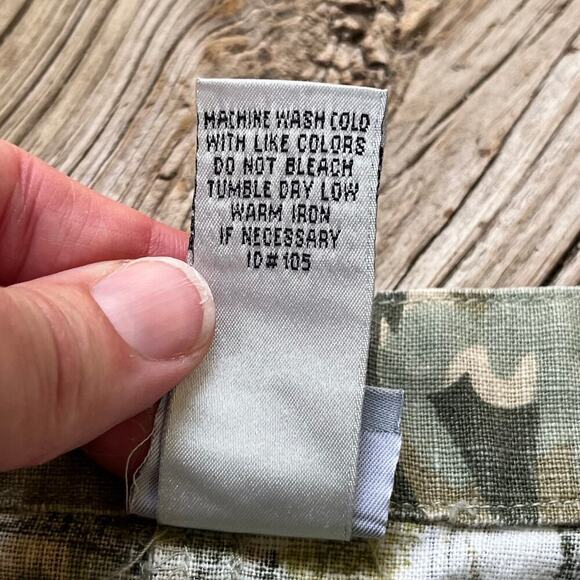 MACHINE WASH COLD
WITH LIKE COLORS
DO NOT BLEACH
TUMBLE DRY LOW
WARM IRON
IF NECESSARY
ID#105